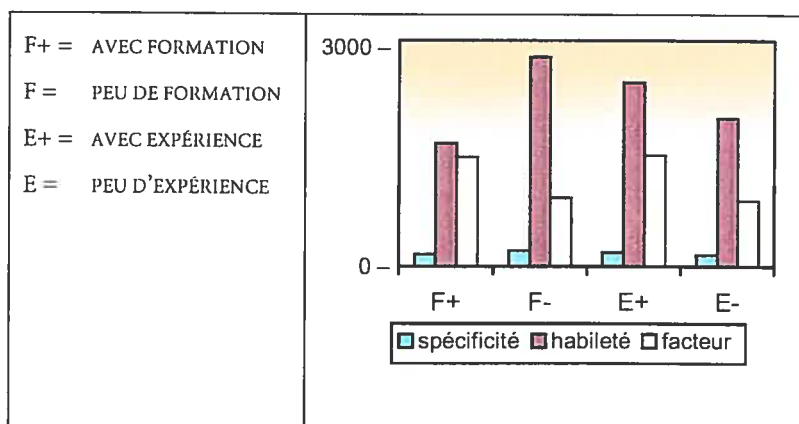 F+ = AVEC FORMATION
F = PEU DE FORMATION
E+ = AVEC EXPÉRIENCE
E = PEU D'EXPÉRIENCE
3000
0
F+ F- E+ E-
spécificité habileté facteur